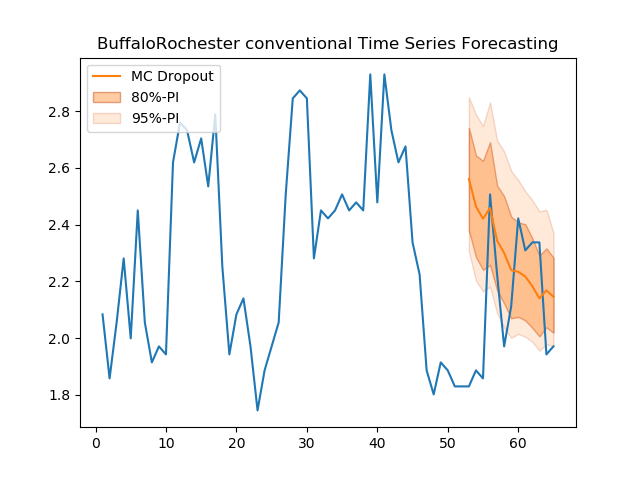 BuffaloRochester conventional Time Series Forecasting
MC Dropout
80%-PI
95%-PI
2.8
2.6
2.4
2.2
2.0
1.8
0 10 20 30 40 50 60